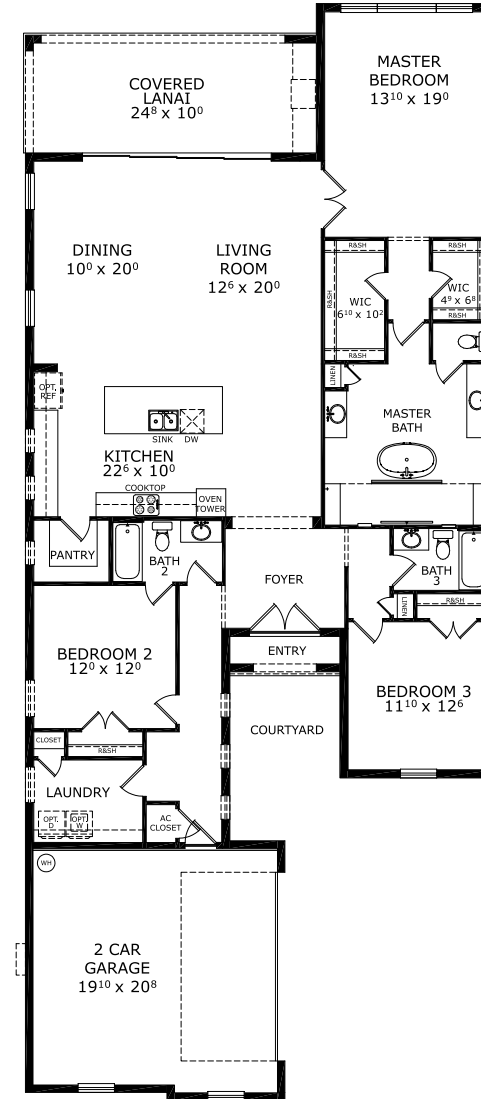 MASTER
BEDROOM
13¹⁰ x 19⁰
COVERED
LANAI
24⁸ x 10⁰
DINING
10⁰ x 20⁰
LIVING
ROOM
12⁶ x 20⁰
R&SH
R&SH
R&SH
WIC
6¹⁰ x 10²
R&SH
WIC
4⁹ x 6⁸
R&SH
LINEN
OPT.
REF
MASTER
BATH
SINK
DW
KITCHEN
22⁶ x 10⁰
COOKTOP
OVEN
TOWER
PANTRY
BATH
2
FOYER
BATH
3
LINEN
R&SH
ENTRY
BEDROOM 2
12⁰ x 12⁰
BEDROOM 3
11¹⁰ x 12⁶
COURTYARD
CLOSET
R&SH
LAUNDRY
OPT.
D
OPT.
W
AC
CLOSET
WH
2 CAR
GARAGE
19¹⁰ x 20⁸